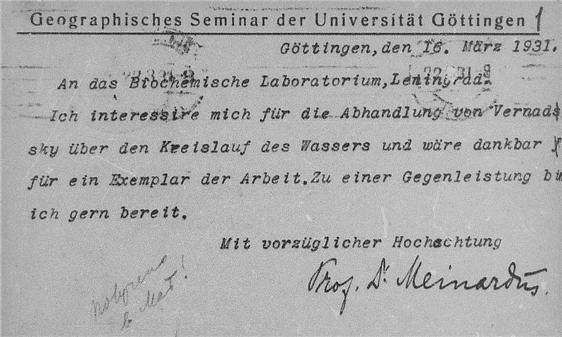 Geographisches Seminar der Universität Göttingen
Göttingen, den 16. März 1931.
An das Biochemische Laboratorium, Leningrad.
Ich interessire mich für die Abhandlung von Vernad
sky über den Kreislauf des Wassers und wäre dankbar
für ein Exemplar der Arbeit. Zu einer Gegenleistung bin
ich gern bereit.
Mit vorzüglicher Hochachtung
Prof. Dr. Meinardus.